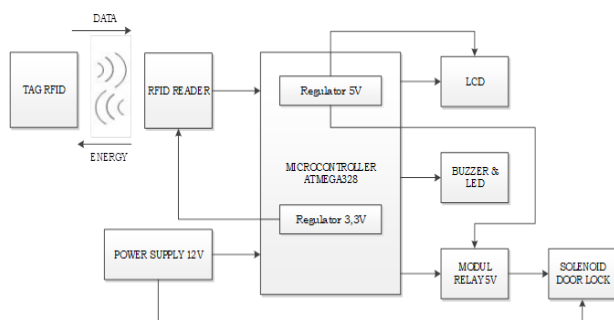 DATA
TAG RFID
ENERGY
RFID READER
Regulator 5V
MICROCONTROLLER
ATMEGA328
Regulator 3,3V
POWER SUPPLY 12V
LCD
BUZZER &
LED
MODUL
RELAY 5V
SOLENOID
DOOR LOCK